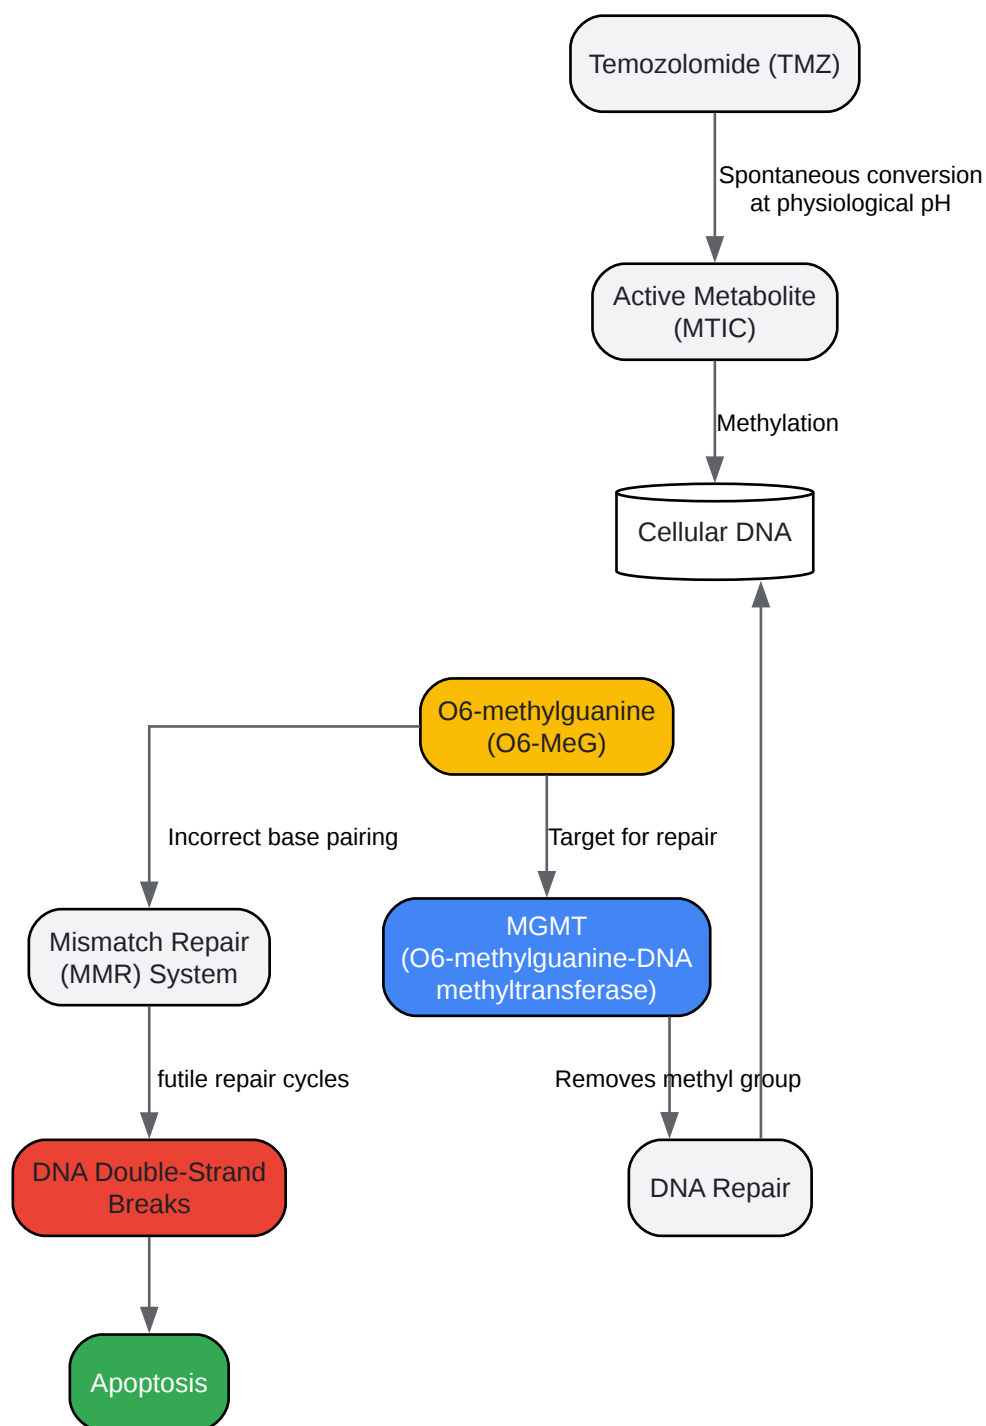 Temozolomide (TMZ)
Spontaneous conversion
at physiological pH
Active Metabolite
(MTIC)
Methylation
Cellular DNA
O6-methylguanine
(O6-MeG)
Incorrect base pairing
Target for repair
Mismatch Repair
(MMR) System
MGMT
(O6-methylguanine-DNA
methyltransferase)
futile repair cycles
Removes methyl group
DNA Double-Strand
Breaks
DNA Repair
Apoptosis